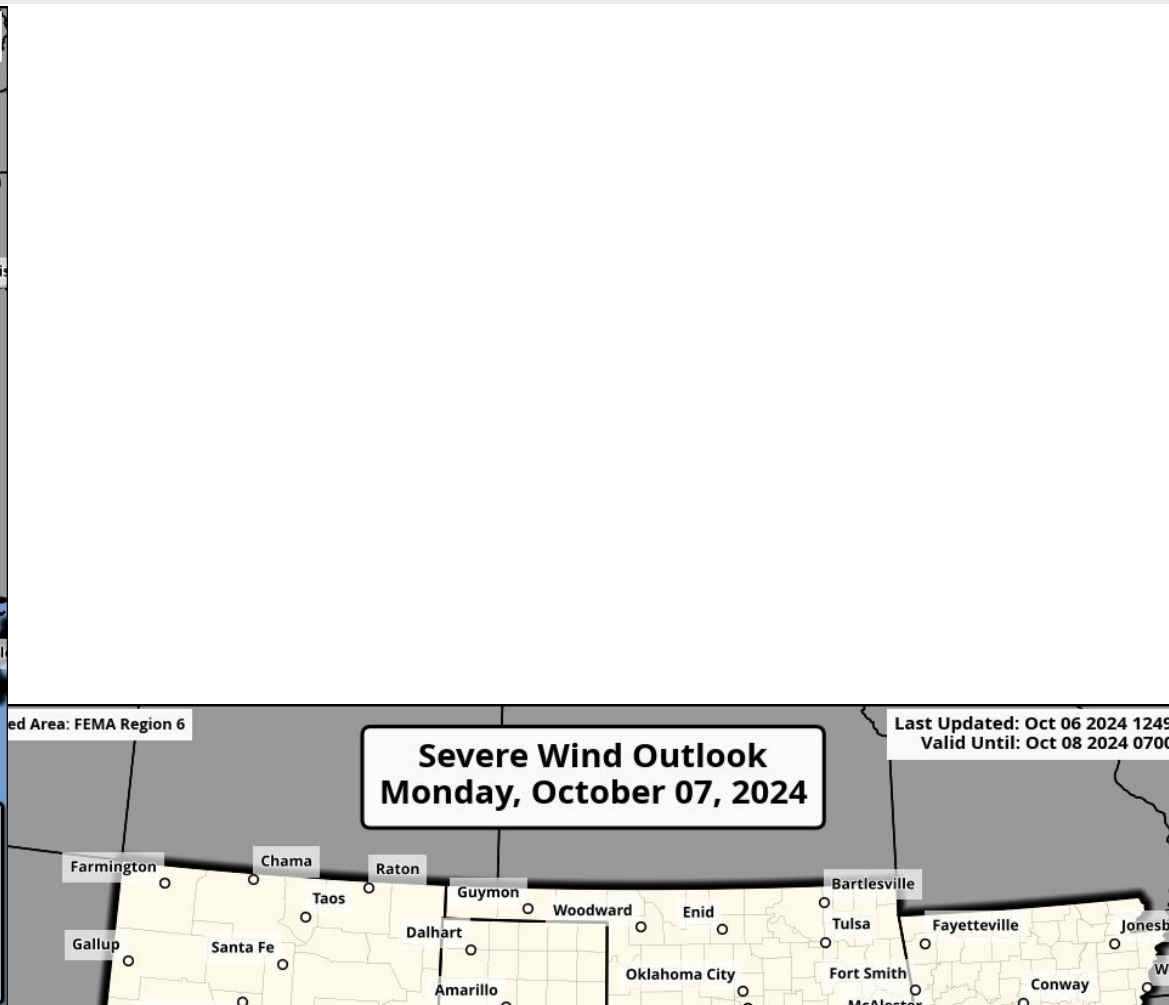 ed Area: FEMA Region 6
Severe Wind Outlook
Monday, October 07, 2024
Last Updated: Oct 06 2024 1249
Valid Until: Oct 08 2024 0700
Farmington
Chama
Raton
Guymon
Bartlesville
Taos
Woodward
Enid
Dalhart
Tulsa
Fayetteville
Jonesb
Gallup
Santa Fe
Oklahoma City
Fort Smith
W
Amarillo
Conway
McAlester